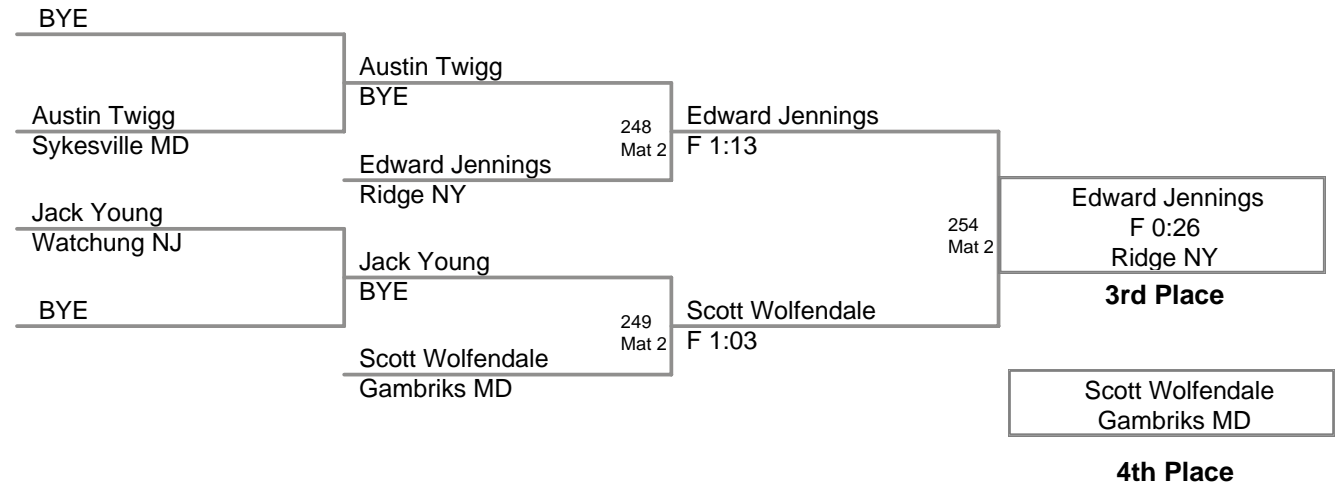 BYE
Austin Twigg
BYE
Austin Twigg
Sykesville MD
248
Mat 2
Edward Jennings
F 1:13
Edward Jennings
Ridge NY
Jack Young
Watchung NJ
254
Mat 2
Edward Jennings
F 0:26
Ridge NY
3rd Place
Jack Young
BYE
BYE
249
Mat 2
Scott Wolfendale
F 1:03
Scott Wolfendale
Gambriks MD
Scott Wolfendale
Gambriks MD
4th Place